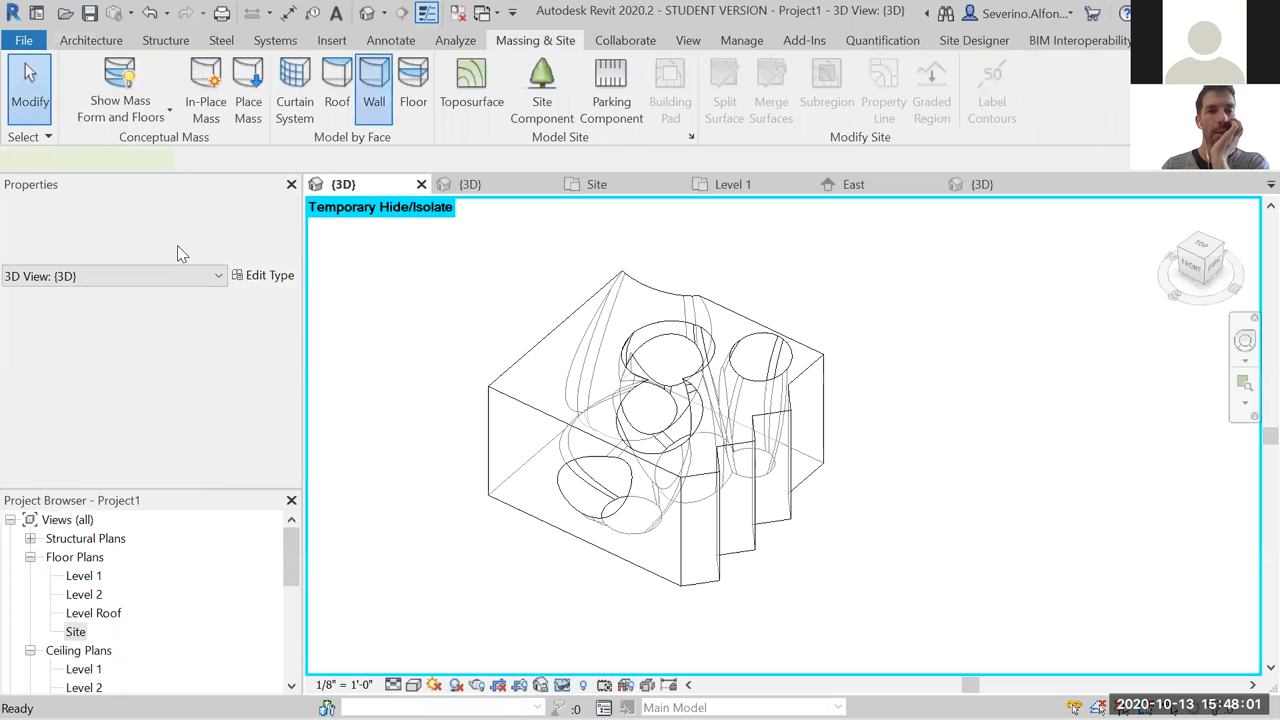 Autodesk Revit 2020.2 - STUDENT VERSION - Project1 - 3D View: {3D}
Severino.Alfon...
File Architecture Structure Steel Systems Insert Annotate Analyze Massing & Site Collaborate View Manage Add-Ins Quantification Site Designer BIM Interoperability
Modify
Show Mass
Form and Floors
In-Place
Mass
Place
Mass
Curtain
System
Roof
Wall
Floor
Toposurface
Site
Component
Parking
Component
Building
Pad
Split
Surface
Merge
Surfaces
Subregion
Property
Line
Graded
Region
50
Label
Contours
Select
Conceptual Mass
Model by Face
Model Site
Modify Site
Properties
{3D}
{3D}
Site
Level 1
East
{3D}
Temporary Hide/Isolate
TOP
FRONT
3D View: {3D}
Edit Type
Project Browser - Project1
Views (all)
Structural Plans
Floor Plans
Level 1
Level 2
Level Roof
Site
Ceiling Plans
Level 1
Level 2
1/8" = 1'-0"
Ready
:0
Main Model
2020-10-13 15:48:01